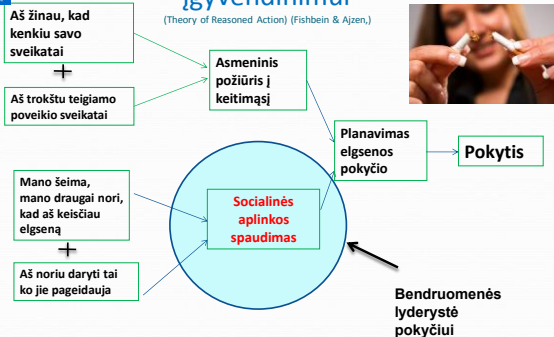 įgyvendinimui
(Theory of Reasoned Action) (Fishbein & Ajzen,)
Aš žinau, kad
kenkiu savo
sveikatai
+
Aš trokštu teigiamo
poveikio sveikatai
Asmeninis
požiūris į
keitimąsį
Planavimas
elgsenos
pokyčio
Pokytis
Mano šeima,
mano draugai nori,
kad aš keisčiau
elgseną
+
Aš noriu daryti tai
ko jie pageidauja
Socialinės
aplinkos
spaudimas
Bendruomenės
lyderystė
pokyčiui